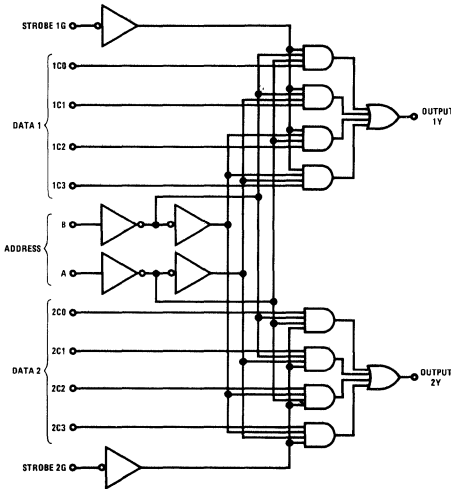 STROBE 1G
1C0
1C1
DATA 1
1C2
1C3
OUTPUT
1Y
B
ADDRESS
A
2C0
2C1
DATA 2
2C2
2C3
OUTPUT
2Y
STROBE 2G